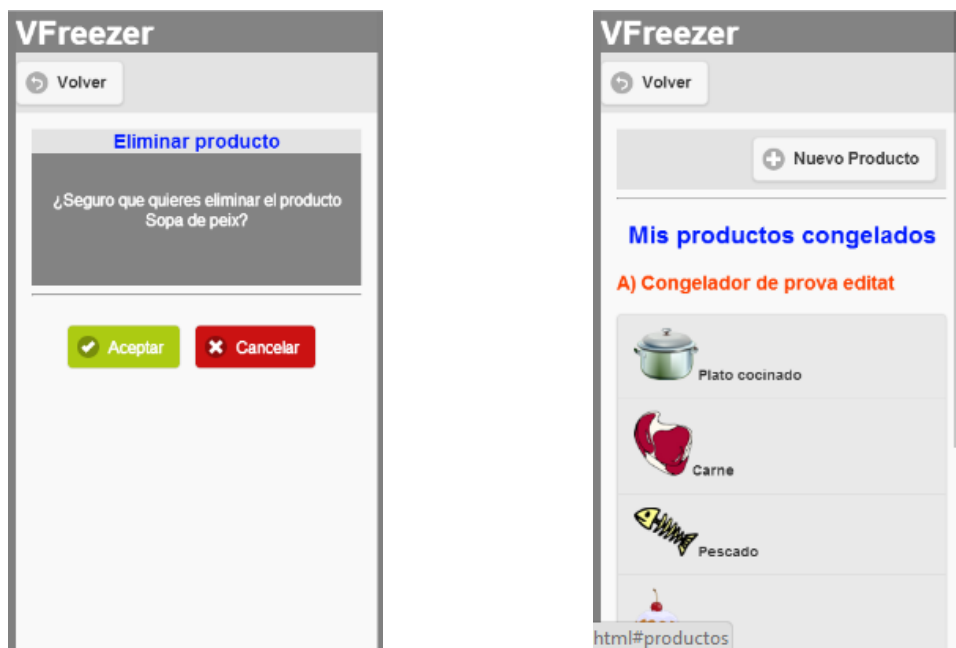 VFreezer
Volver
Eliminar producto
¿Seguro que quieres eliminar el producto
Sopa de peix?
Aceptar
Cancelar
VFreezer
Volver
Nuevo Producto
Mis productos congelados
A) Congelador de prova editat
Plato cocinado
Carne
Pescado
html#productos